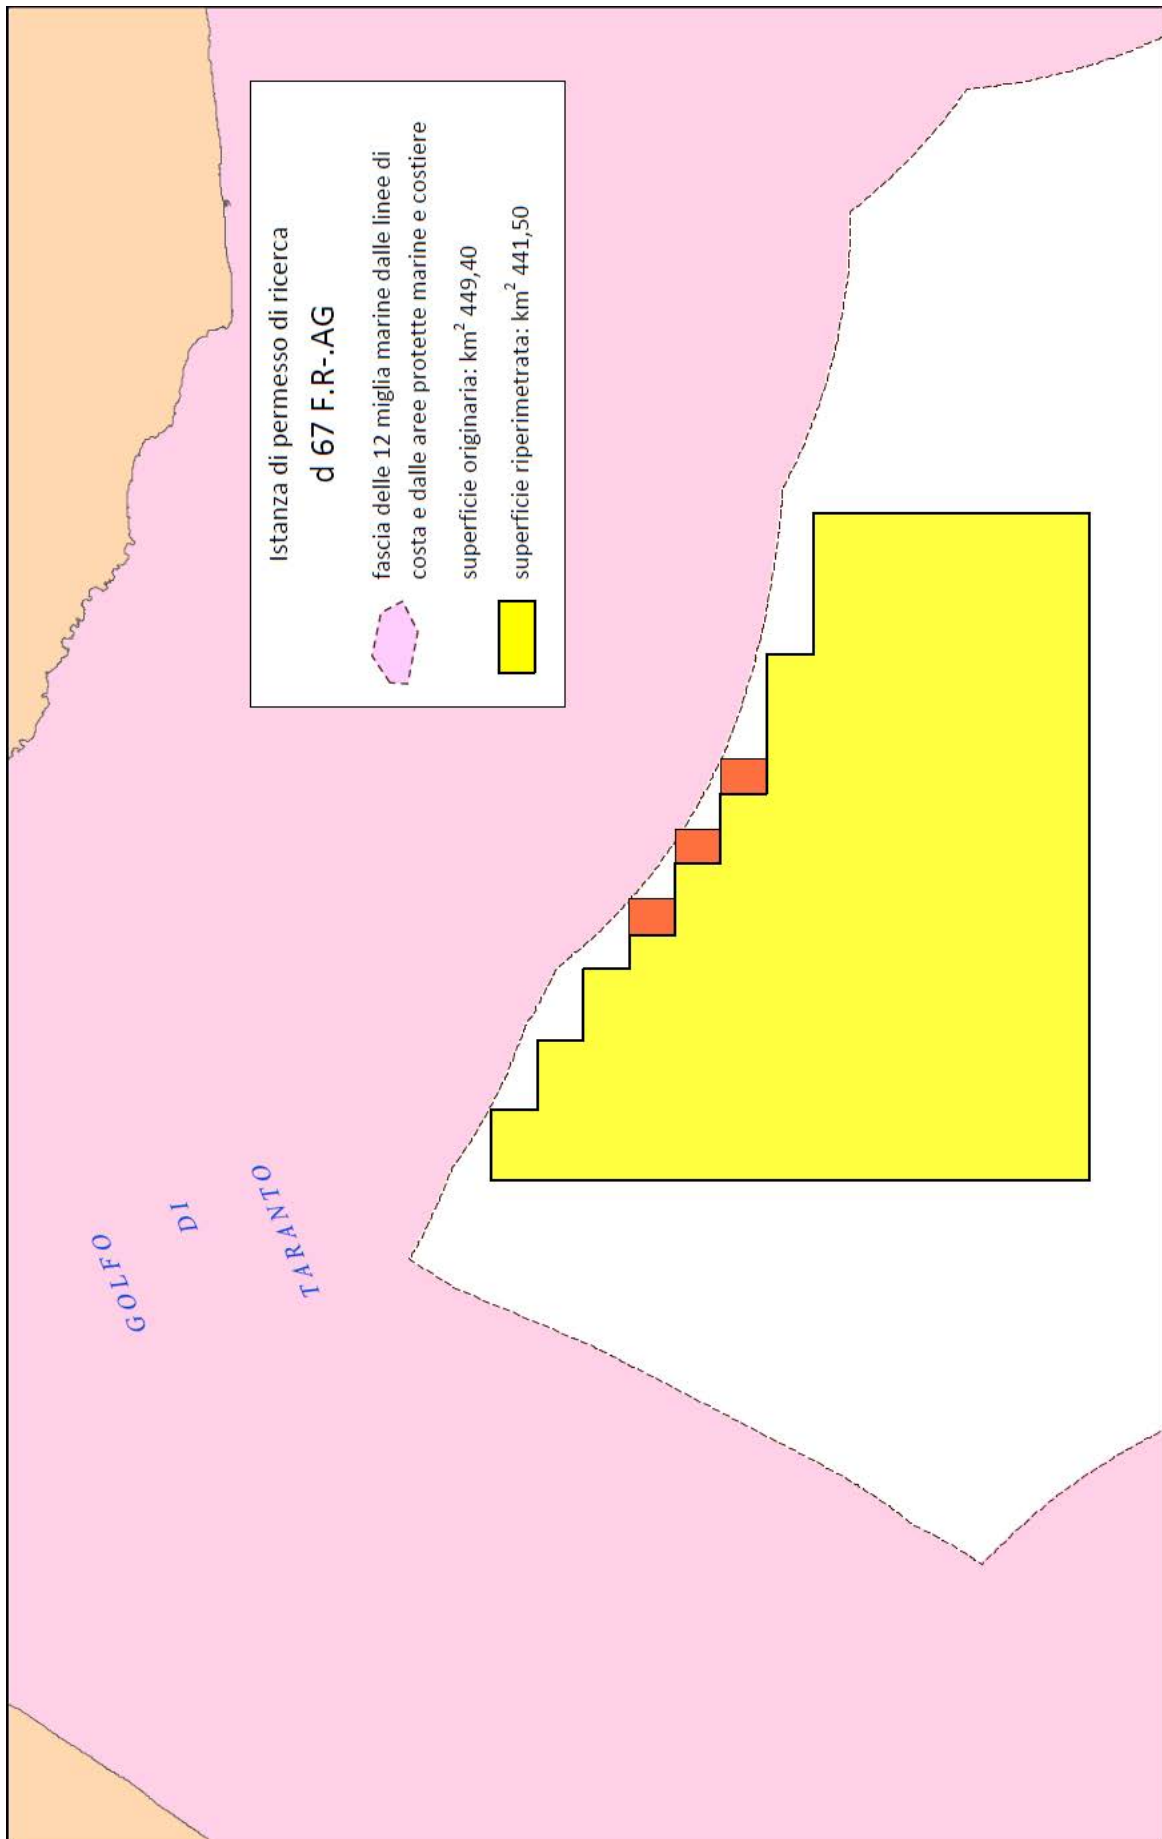 Istanza di permesso di ricerca
d 67 F.R-.AG
fascia delle 12 miglia marine dalle linee di
costa e dalle aree protette marine e costiere
superficie originaria: km² 449,40
superficie riperimetrata: km² 441,50
GOLFO
DI
TARANTO